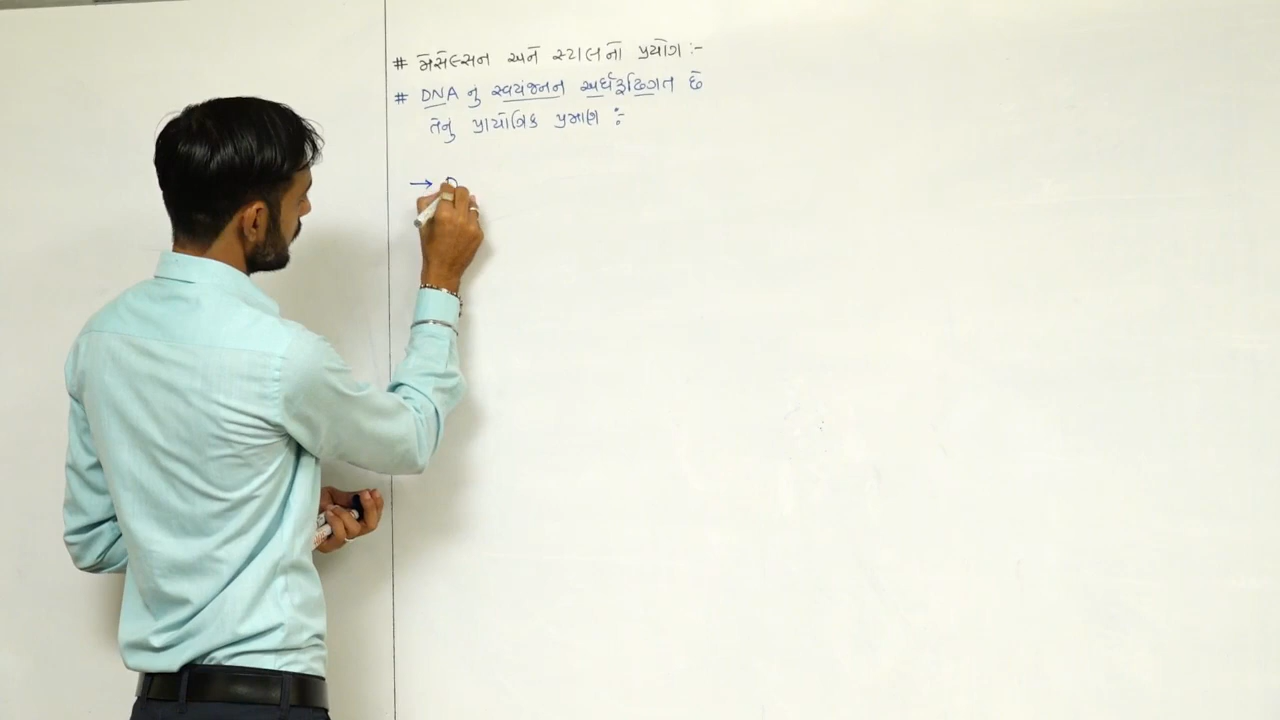 # મેસેલ્સન અને સ્ટાલનો પ્રયોગ :-
# DNA નુ સ્વયંજનન અર્ધરૂઢિગત છે
તેનું પ્રાયોગિક પ્રમાણ :-
→